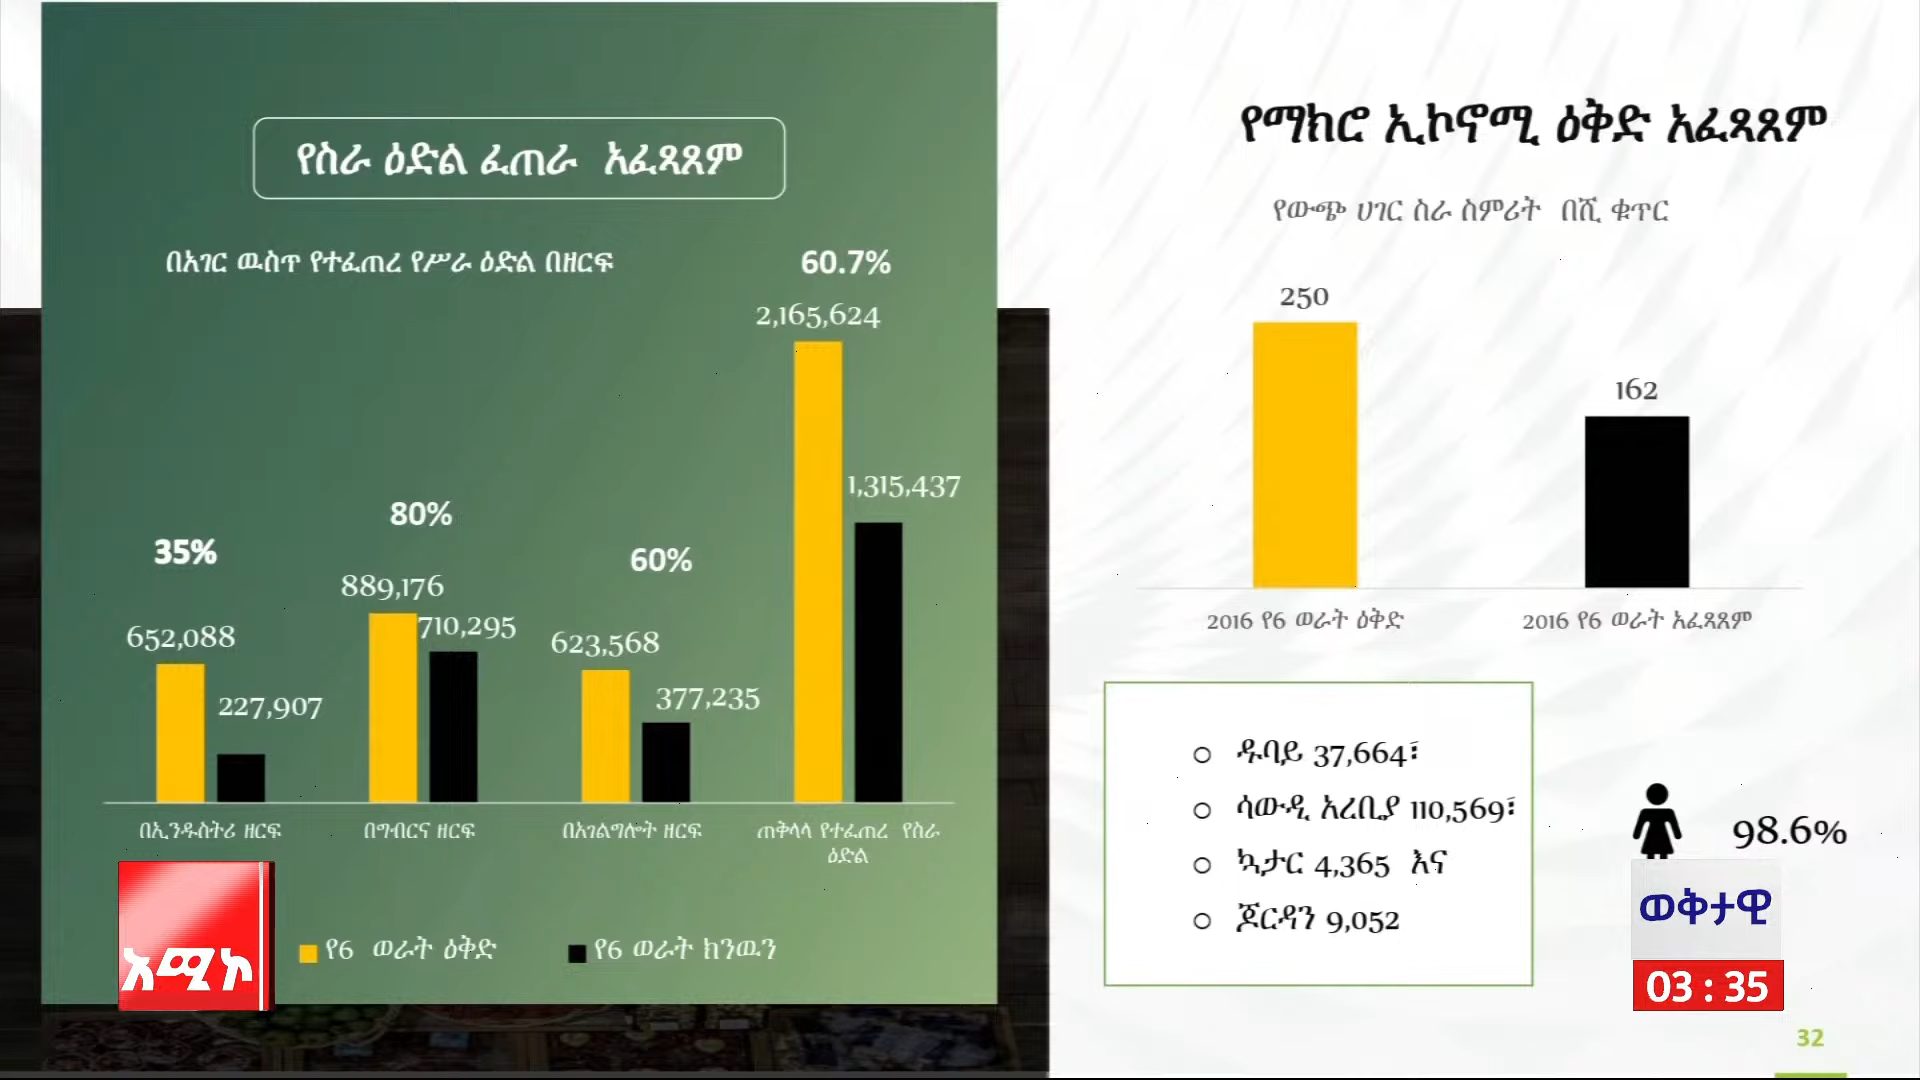 የስራ ዕድል ፈጠራ አፈጻጸም
በአገር ዉስጥ የተፈጠረ የሥራ ዕድል በዘርፍ
60.7%
2,165,624
1,315,437
80%
35%
60%
889,176
710,295
652,088
623,568
227,907
377,235
በኢንዱስትሪ ዘርፍ
በግብርና ዘርፍ
በአገልግሎት ዘርፍ
ጠቅላላ የተፈጠረ የስራ
ዕድል
የ6 ወራት ዕቅድ
የ6 ወራት ክንዉን
አሚኮ
የማክሮ ኢኮኖሚ ዕቅድ አፈጻጸም
የውጭ ሀገር ስራ ስምሪት በሺ ቁጥር
250
162
2016 የ6 ወራት ዕቅድ
2016 የ6 ወራት አፈጻጸም
○ ዱባይ 37,664፣
○ ሳውዲ አረቢያ 110,569፣
○ ኳታር 4,365 እና
○ ጆርዳን 9,052
98.6%
ወቅታዊ
03 : 35
32